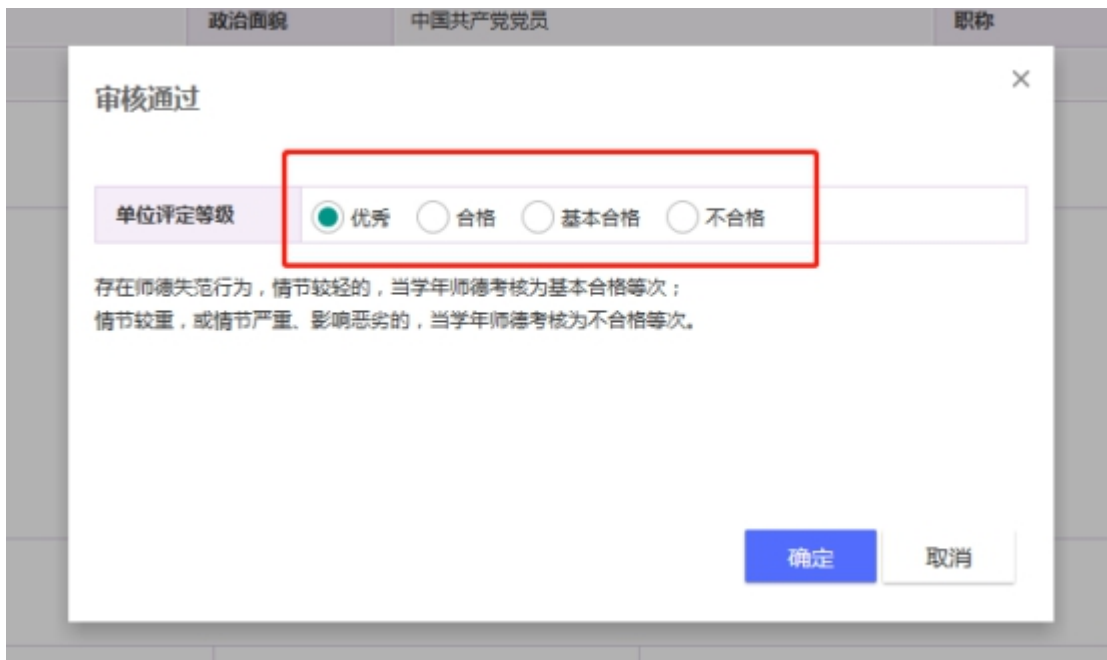 政治面貌 中国共产党党员 职称
审核通过
单位评定等级 优秀 合格 基本合格 不合格
存在师德失范行为，情节较轻的，当学年师德考核为基本合格等次；
情节较重，或情节严重、影响恶劣的，当学年师德考核为不合格等次。
确定 取消